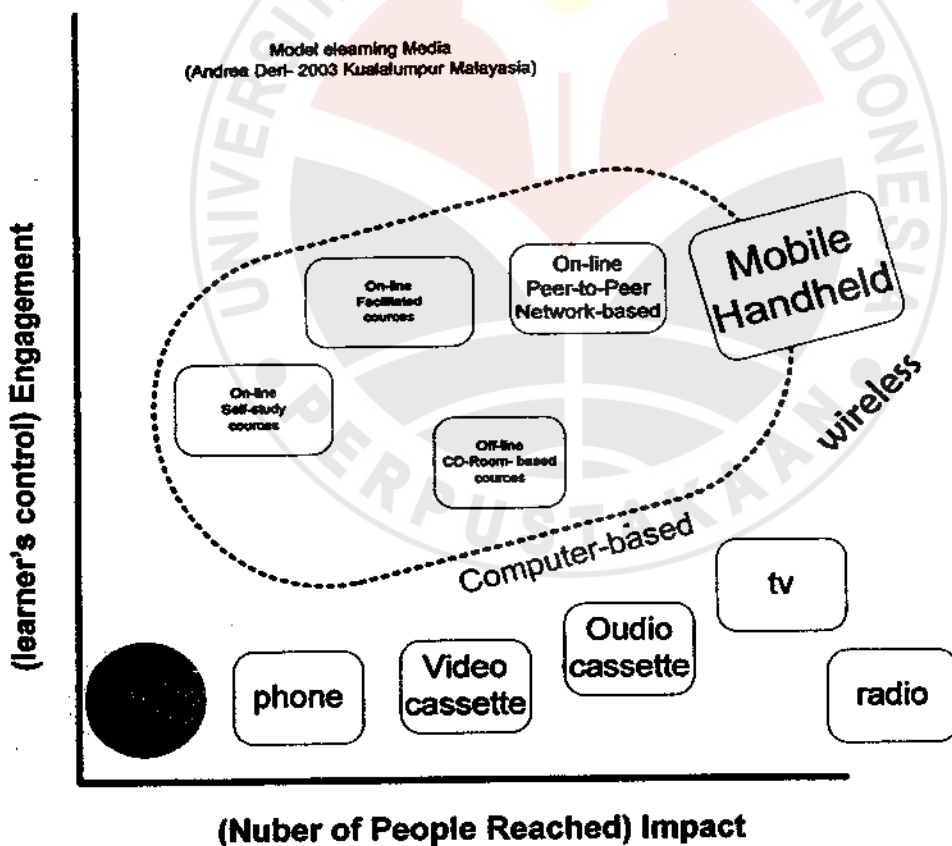 Model elearning Media
(Andrea Deri- 2003 Kualalumpur Malayasia)
(learner's control) Engagement
On-line
Facilitated
cources
On-line
Peer-to-Peer
Network-based
Mobile
Handheld
On-line
Self-study
cources
Off-line
CD-Room- based
cources
wireless
Computer-based
tv
Oudio
cassette
Video
cassette
phone
radio
(Nuber of People Reached) Impact
PERPUSTAKAAN